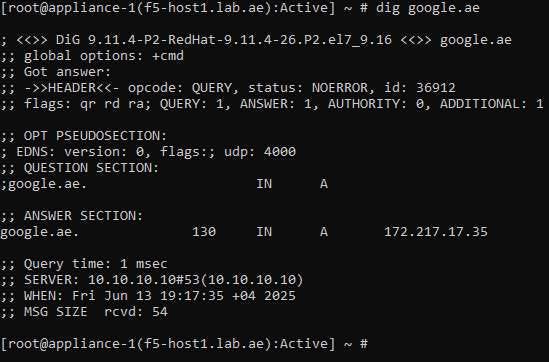 [root@appliance-1(f5-host1.lab.ae):Active] ~ # dig google.ae
; <<>> DiG 9.11.4-P2-RedHat-9.11.4-26.P2.el7_9.16 <<>> google.ae
;; global options: +cmd
;; Got answer:
;; ->>HEADER<<- opcode: QUERY, status: NOERROR, id: 36912
;; flags: qr rd ra; QUERY: 1, ANSWER: 1, AUTHORITY: 0, ADDITIONAL: 1
;; OPT PSEUDOSECTION:
; EDNS: version: 0, flags:; udp: 4000
;; QUESTION SECTION:
;google.ae. IN A
;; ANSWER SECTION:
google.ae. 130 IN A 172.217.17.35
;; Query time: 1 msec
;; SERVER: 10.10.10.10#53(10.10.10.10)
;; WHEN: Fri Jun 13 19:17:35 +04 2025
;; MSG SIZE rcvd: 54
[root@appliance-1(f5-host1.lab.ae):Active] ~ #